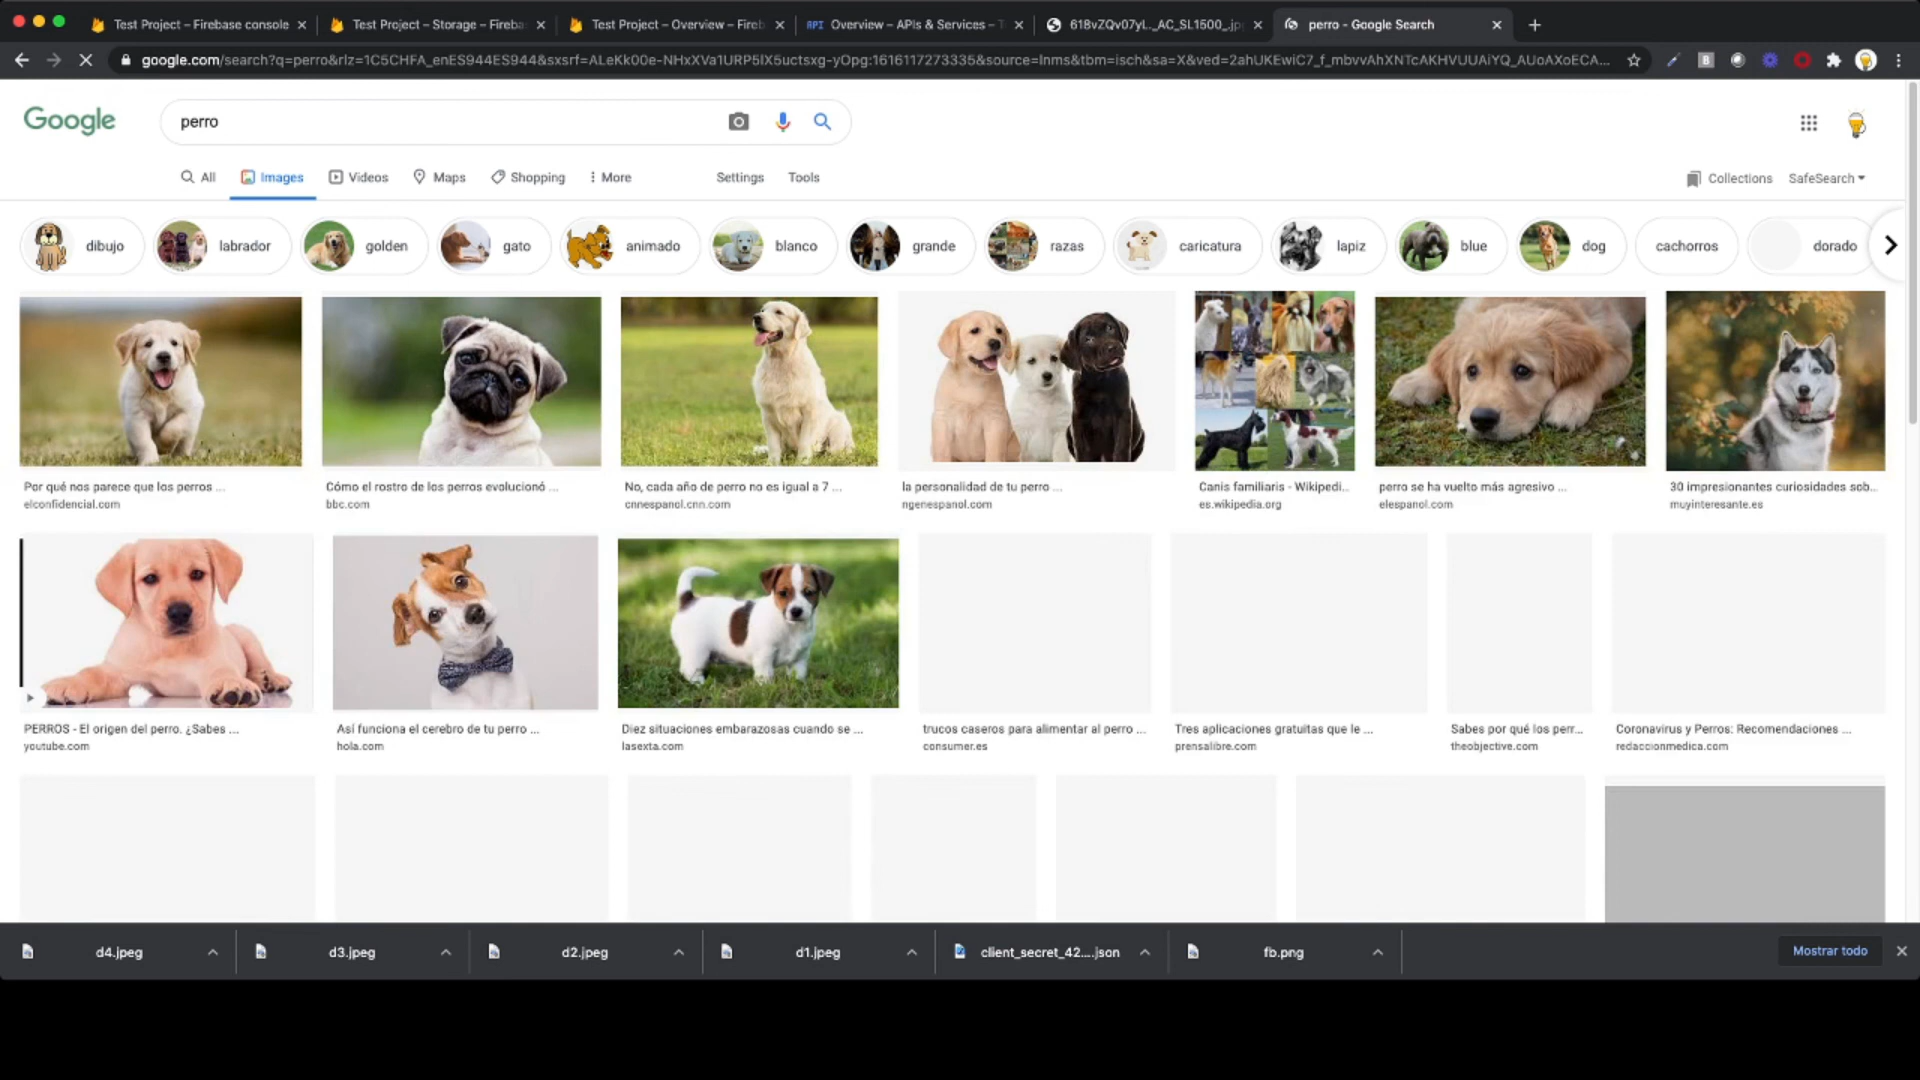 Test Project – Firebase console
Test Project – Storage – Fireba
Test Project – Overview – Fireb
API Overview – APIs & Services –
618vZQv07yL._AC_SL1500_.jp
perro - Google Search
google.com/search?q=perro&rlz=1C5CHFA_enES944ES944&sxsrf=ALeKk00e-NHxXVa1URP5IX5uctsxg-yOpg:1616117273335&source=lnms&tbm=isch&sa=X&ved=2ahUKEwiC7_f_mbvvAhXNTcAKHVUUAiYQ_AUoAXoECA...
Google
perro
All
Images
Videos
Maps
Shopping
More
Settings
Tools
Collections
SafeSearch
dibujo
labrador
golden
gato
animado
blanco
grande
razas
caricatura
lapiz
blue
dog
cachorros
dorado
Por qué nos parece que los perros ...
elconfidencial.com
Cómo el rostro de los perros evolucionó ...
bbc.com
No, cada año de perro no es igual a 7 ...
cnnespanol.cnn.com
la personalidad de tu perro ...
ngenespanol.com
Canis familiaris - Wikipedi...
es.wikipedia.org
perro se ha vuelto más agresivo ...
elespanol.com
30 impresionantes curiosidades sob...
muyinteresante.es
PERROS - El origen del perro. ¿Sabes ...
youtube.com
Así funciona el cerebro de tu perro ...
hola.com
Diez situaciones embarazosas cuando se ...
lasexta.com
trucos caseros para alimentar al perro ...
consumer.es
Tres aplicaciones gratuitas que le ...
prensalibre.com
Sabes por qué los perr...
theobjective.com
Coronavirus y Perros: Recomendaciones ...
redaccionmedica.com
d4.jpeg
d3.jpeg
d2.jpeg
d1.jpeg
client_secret_42....json
fb.png
Mostrar todo